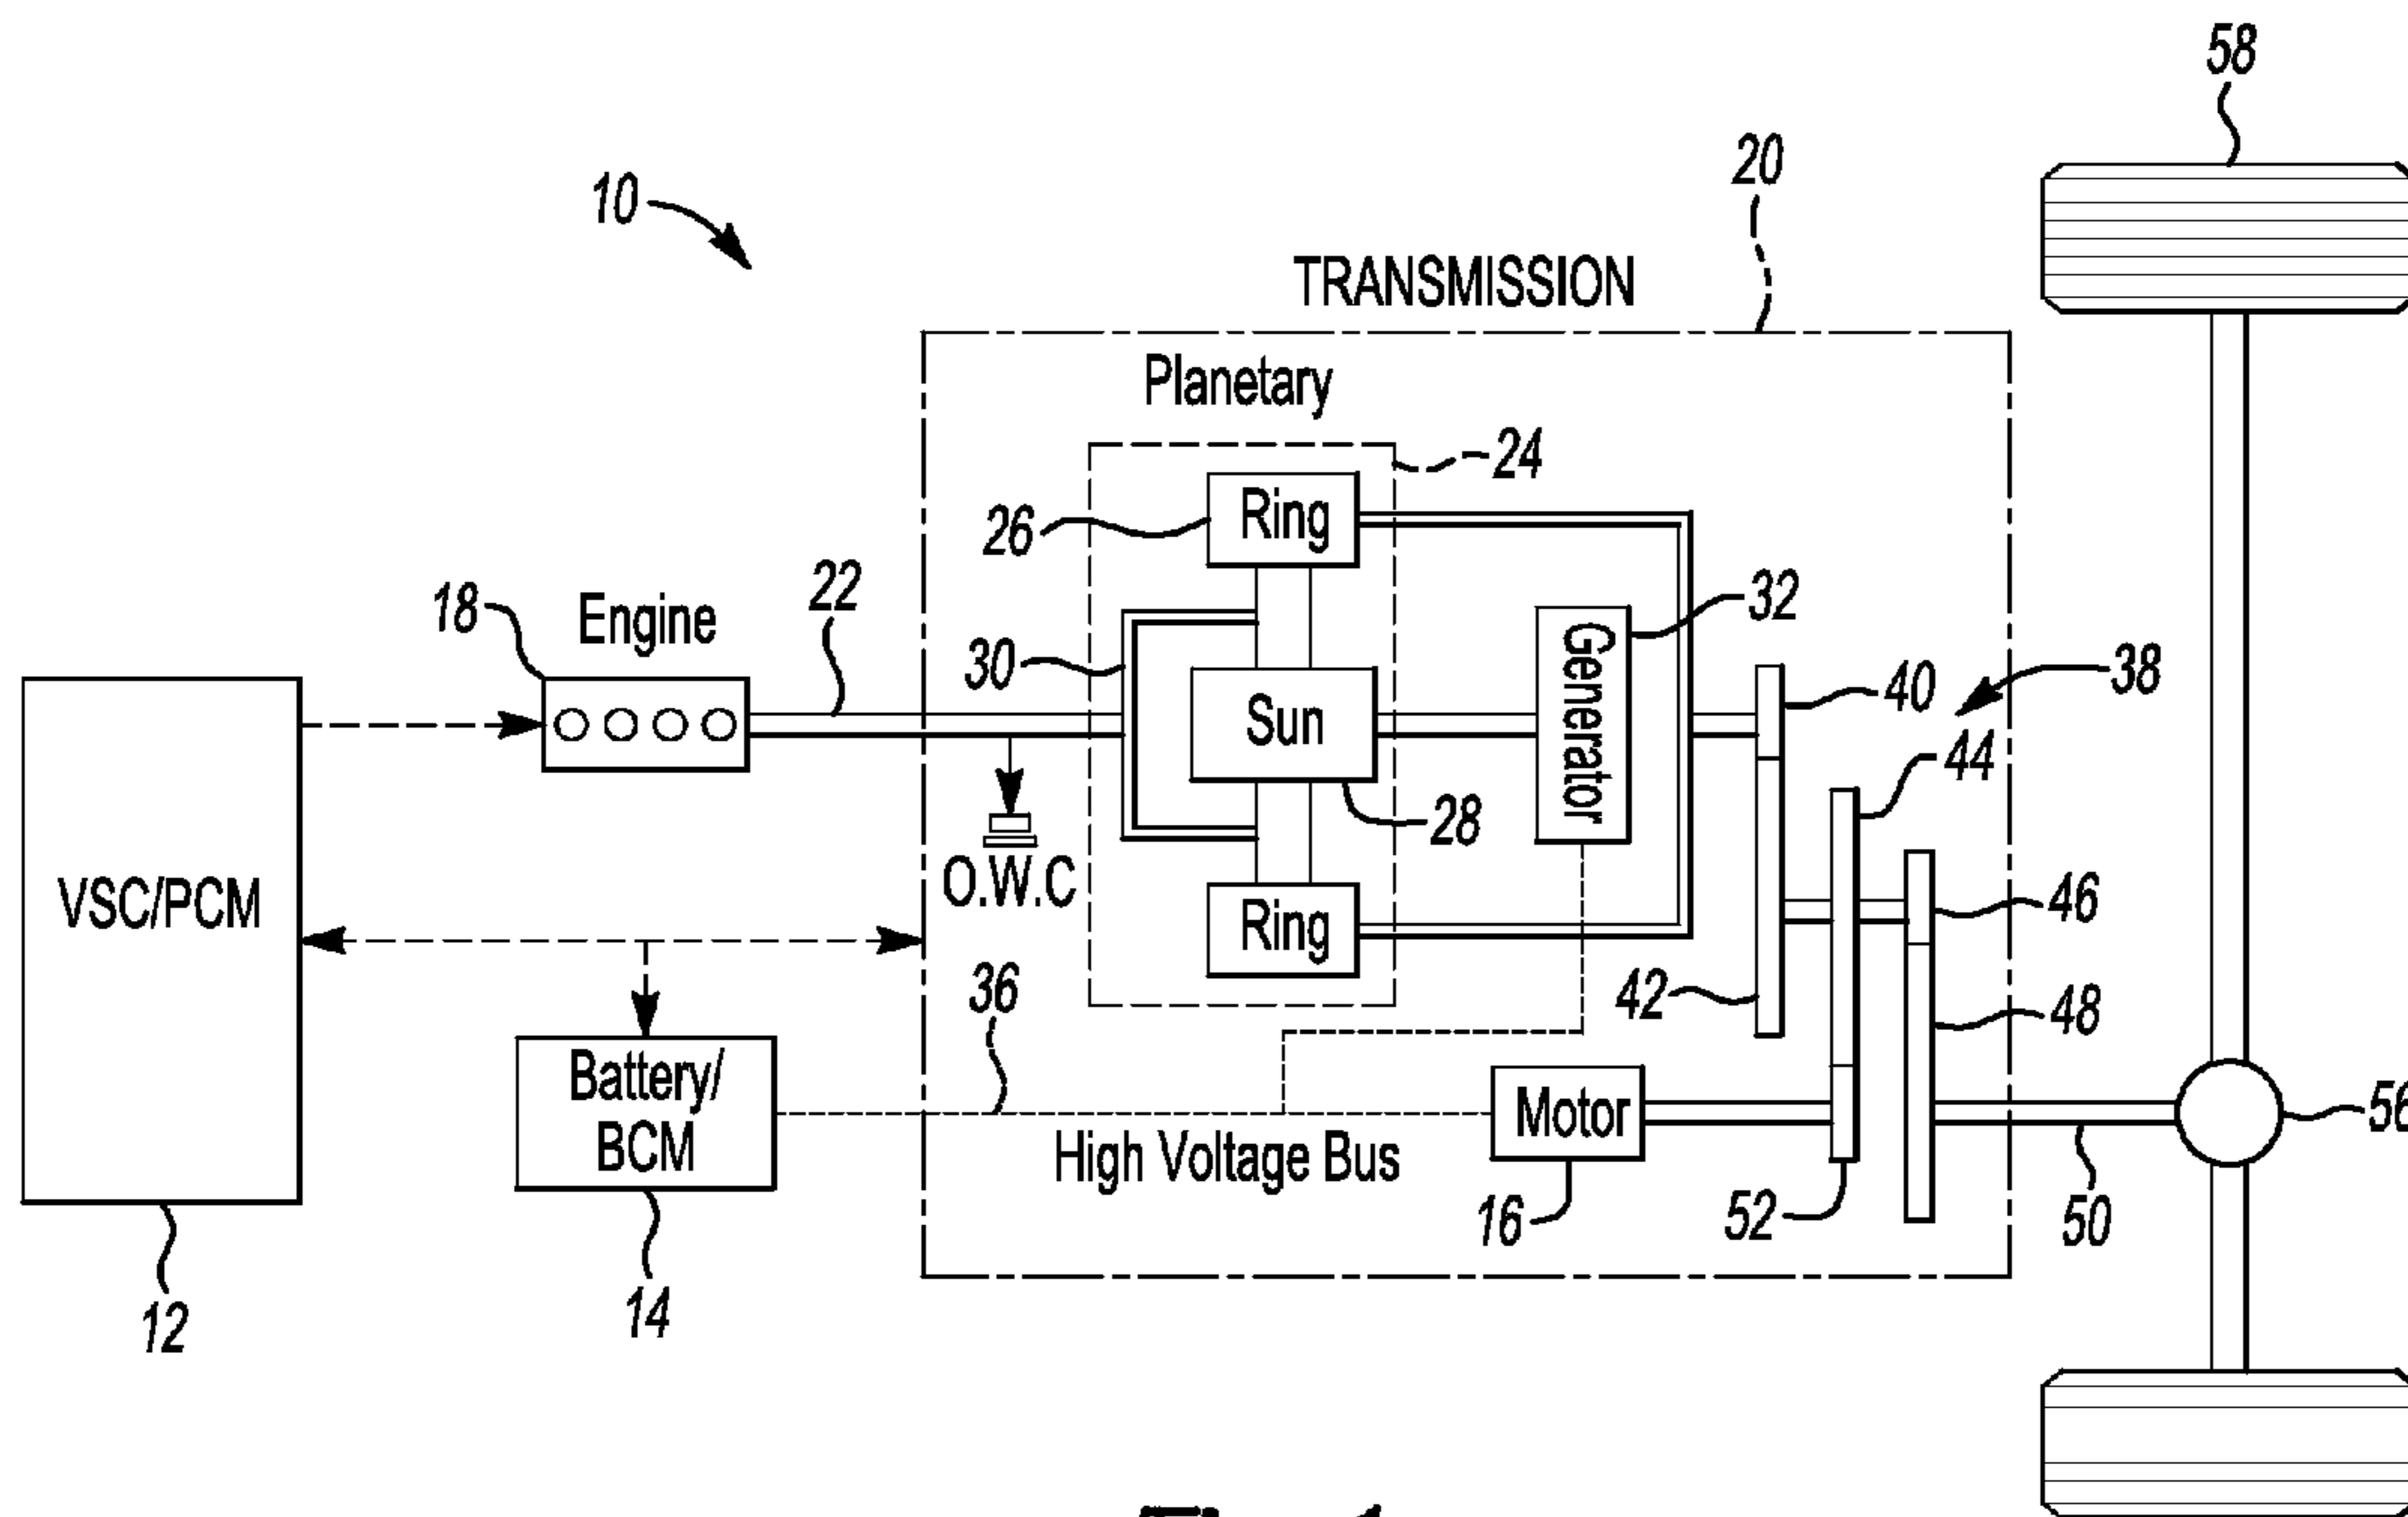 58
20
10
TRANSMISSION
Planetary
24
Ring
26
22
32
18
Engine
Generator
30
38
40
Sun
44
28
O.W.C
VSC/PCM
46
Ring
36
42
48
Battery/
BCM
Motor
56
High Voltage Bus
16
52
50
12
14